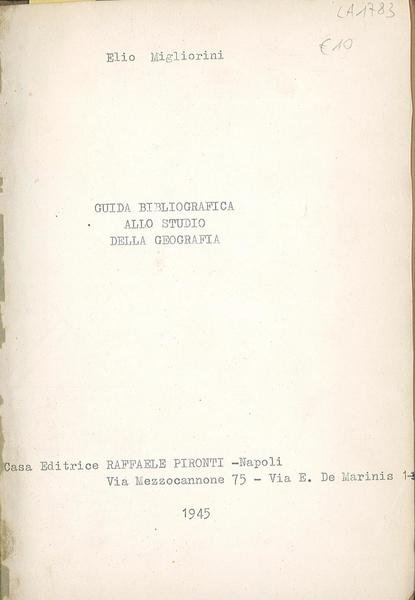 LA1783
€10
Elio Migliorini
GUIDA BIBLIOGRAFICA
ALLO STUDIO
DELLA GEOGRAFIA
Casa Editrice RAFFAELE PIRONTI -Napoli
Via Mezzocannone 75 - Via E. De Marinis
1945